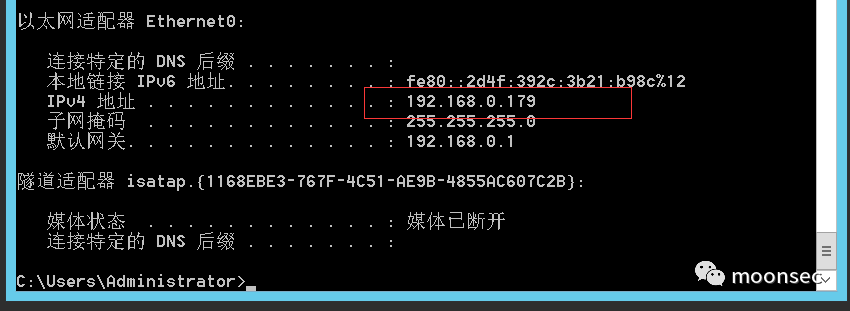 以太网适配器 Ethernet0:
连接特定的 DNS 后缀 . . . . . . . :
本地链接 IPv6 地址. . . . . . . . : fe80::2d4f:392c:3b21:b98c%12
IPv4 地址 . . . . . . . . . . . . : 192.168.0.179
子网掩码 . . . . . . . . . . . . : 255.255.255.0
默认网关. . . . . . . . . . . . . : 192.168.0.1
隧道适配器 isatap.{1168EBE3-767F-4C51-AE9B-4855AC607C2B}:
媒体状态 . . . . . . . . . . . . : 媒体已断开
连接特定的 DNS 后缀 . . . . . . . :
C:\Users\Administrator>_
moonsec